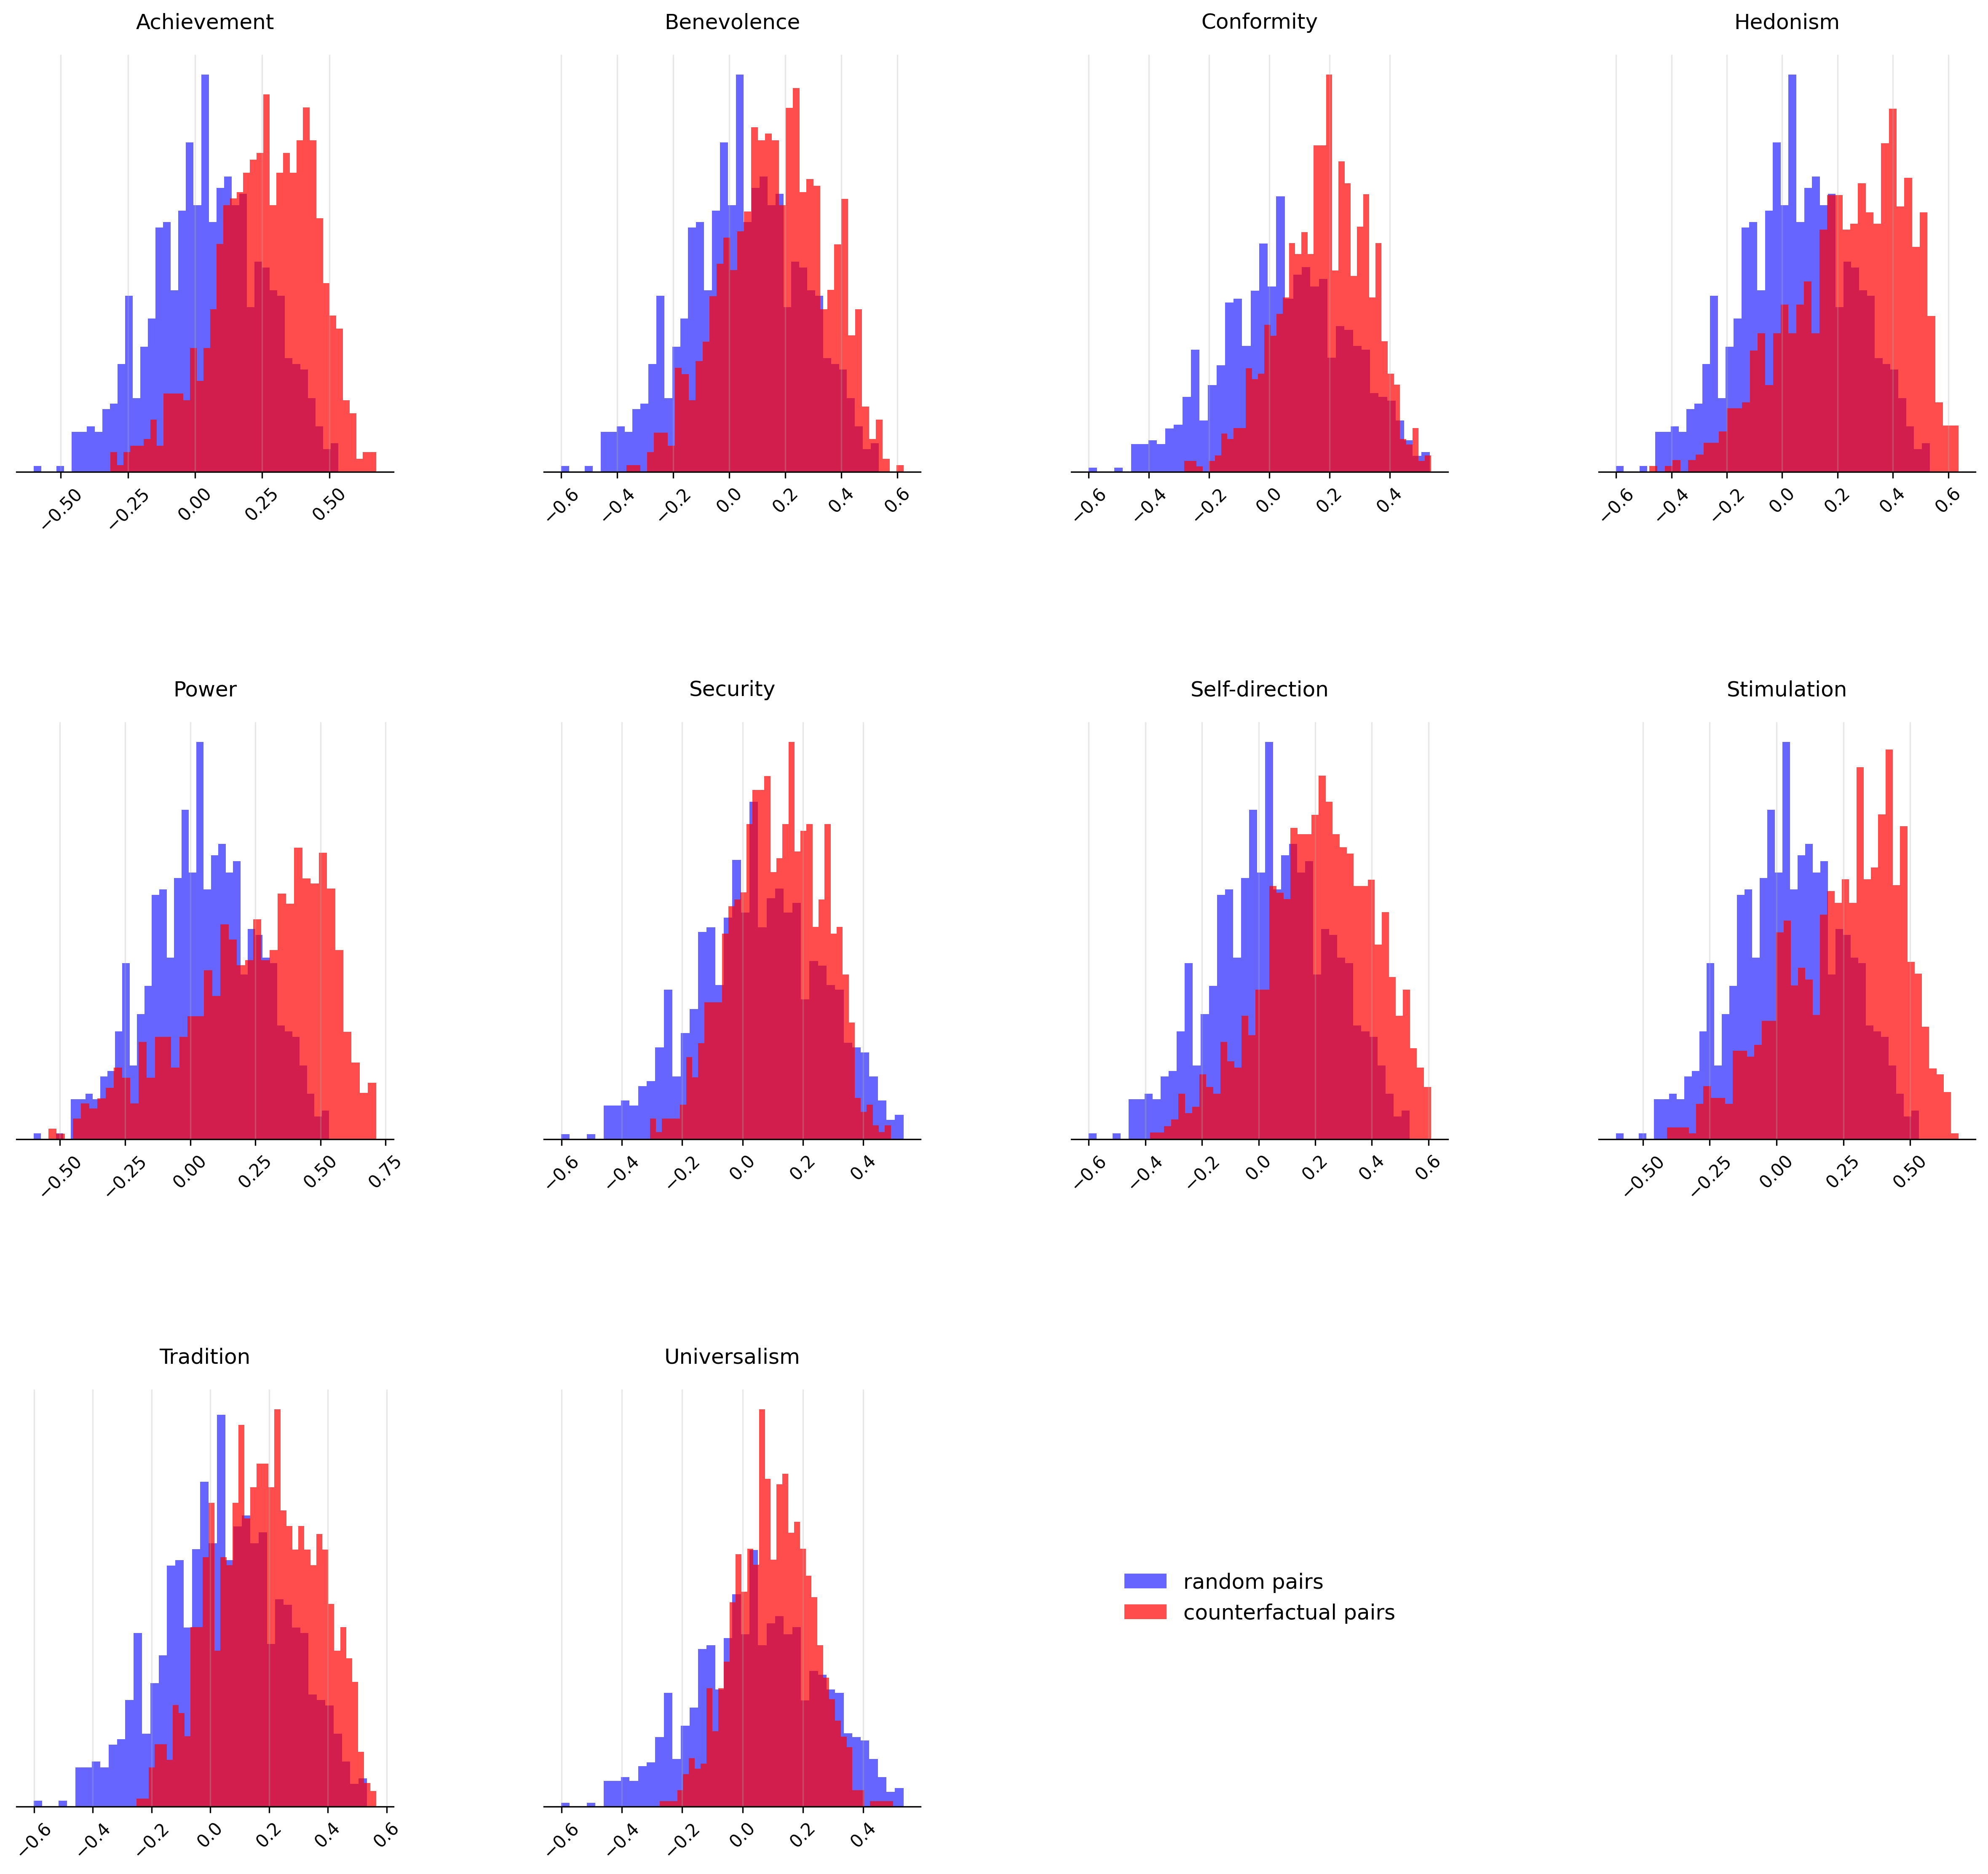 Achievement Benevolence Conformity Hedonism
−0.50 −0.25 0.00 0.25 0.50 −0.6 −0.4 −0.2 0.0 0.2 0.4 0.6 −0.6 −0.4 −0.2 0.0 0.2 0.4 −0.6 −0.4 −0.2 0.0 0.2 0.4 0.6
Power Security Self-direction Stimulation
−0.50 −0.25 0.00 0.25 0.50 0.75 −0.6 −0.4 −0.2 0.0 0.2 0.4 −0.6 −0.4 −0.2 0.0 0.2 0.4 0.6 −0.50 −0.25 0.00 0.25 0.50
Tradition Universalism
random pairs
counterfactual pairs
−0.6 −0.4 −0.2 0.0 0.2 0.4 0.6 −0.6 −0.4 −0.2 0.0 0.2 0.4